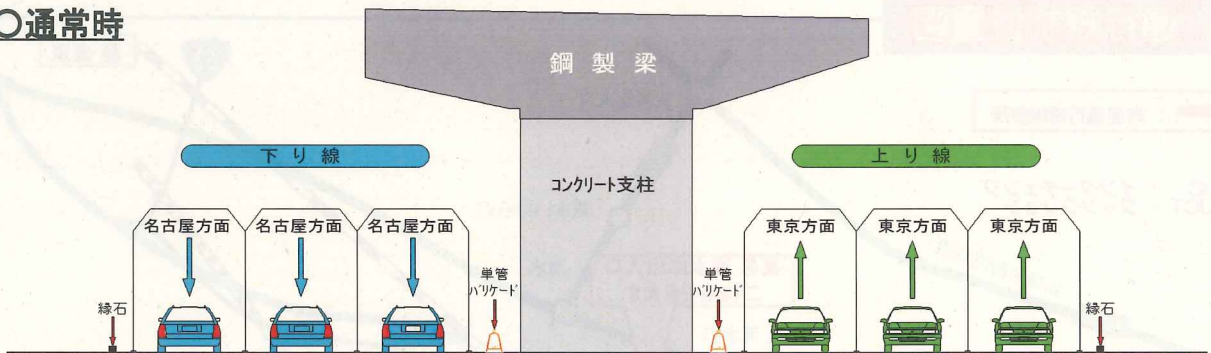 ○通常時
鋼製梁
下り線
上り線
コンクリート支柱
名古屋方面
名古屋方面
名古屋方面
東京方面
東京方面
東京方面
単管
バリケード
単管
バリケード
縁石
縁石